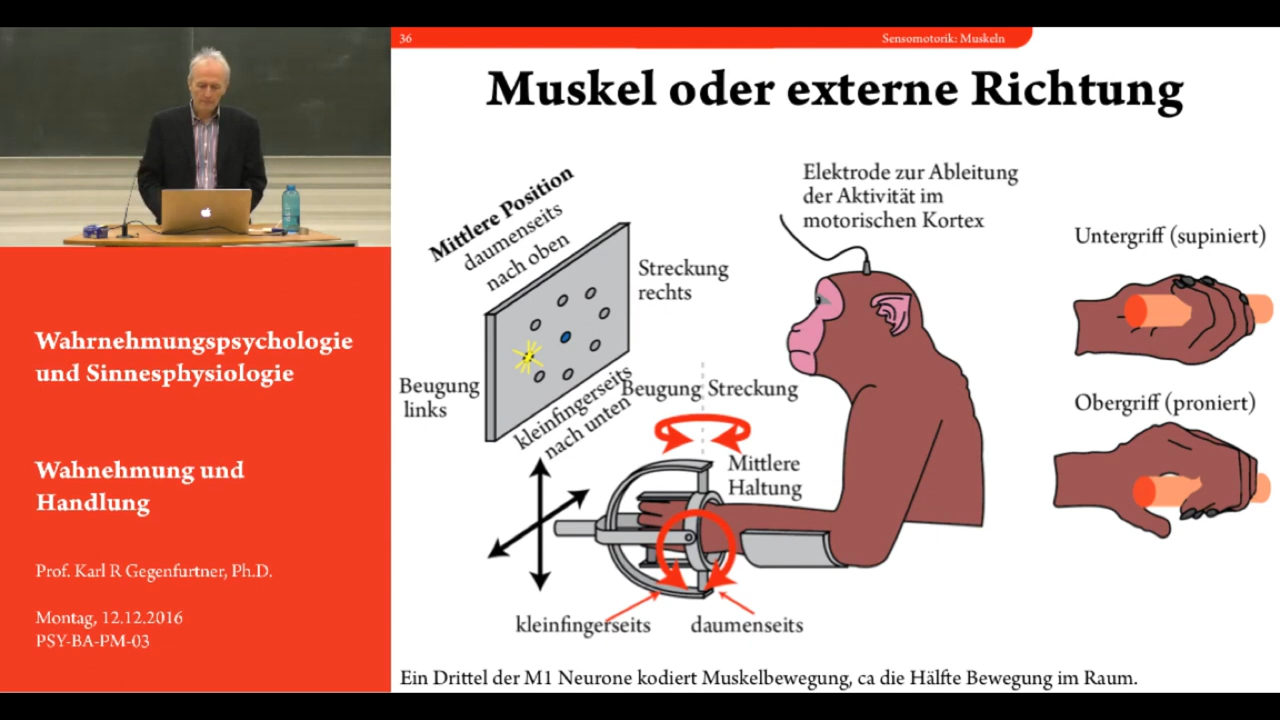 36
Sensomotorik: Muskeln
Muskel oder externe Richtung
Mittlere Position
daumenseits
nach oben
Streckung
rechts
Beugung
links
kleinfingerseits
nach unten
Elektrode zur Ableitung
der Aktivität im
motorischen Kortex
Untergriff (supiniert)
Obergriff (proniert)
Beugung Streckung
Mittlere
Haltung
kleinfingerseits
daumenseits
Ein Drittel der M1 Neurone kodiert Muskelbewegung, ca die Hälfte Bewegung im Raum.
Wahrnehmungspsychologie
und Sinnesphysiologie
Wahnehmung und
Handlung
Prof. Karl R Gegenfurtner, Ph.D.
Montag, 12.12.2016
PSY-BA-PM-03